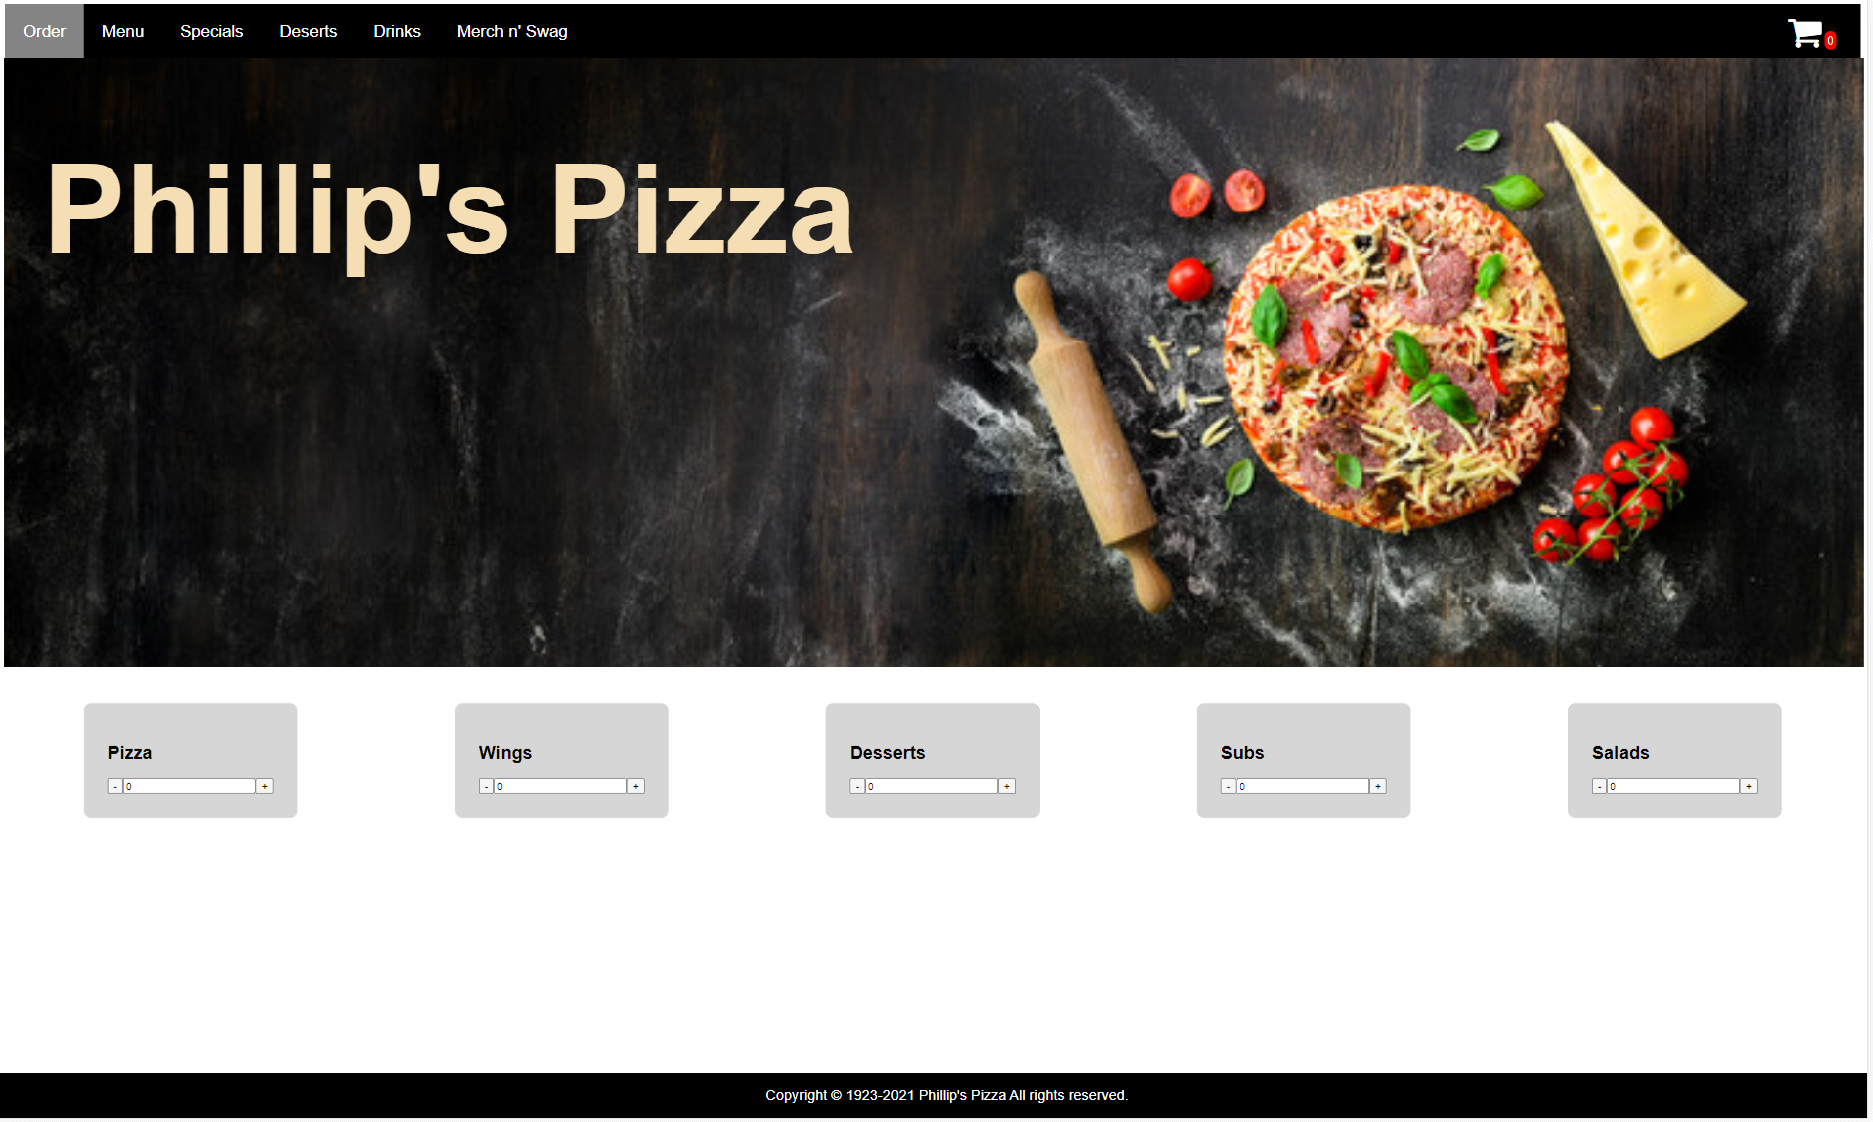 Order Menu Specials Deserts Drinks Merch n' Swag 0
Phillip's Pizza
Pizza Wings Desserts Subs Salads
- 0 + - 0 + - 0 + - 0 + - 0 +
Copyright © 1923-2021 Phillip's Pizza All rights reserved.